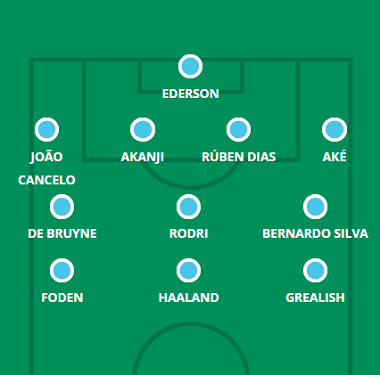 EDERSON
JOÃO AKANJI RÚBEN DIAS AKÉ
CANCELO
DE BRUYNE RODRI BERNARDO SILVA
FODEN HAALAND GREALISH